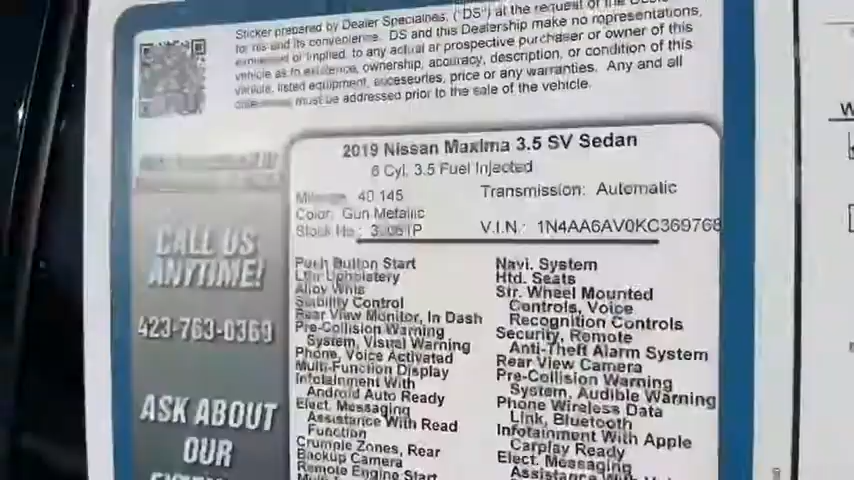 Sticker prepared by Dealer Specialties, ("DS") at the request of the
for its and its convenience. DS and this Dealership make no representations,
expressed or implied, to any actual or prospective purchaser or owner of this
vehicle as to existence, ownership, accuracy, description, or condition of this
vehicle, listed equipment, accessories, price or any warranties. Any and all
must be addressed prior to the sale of the vehicle.
2019 Nissan Maxima 3.5 SV Sedan
6 Cyl, 3.5 Fuel Injected
Mileage: 40,145
Transmission: Automatic
Color: Gun Metallic
Stock No.:
V.I.N.: 1N4AA6AV0KC369768
CALL US
ANYTIME!
423-763-0369
ASK ABOUT
OUR
Push Button Start
Lthr Upholstery
Alloy Whls
Stability Control
Rear View Monitor, In Dash
Pre-Collision Warning
System, Visual Warning
Phone, Voice Activated
Multi-Function Display
Infotainment With
Android Auto Ready
Elect. Messaging
Assistance With Read
Function
Crumple Zones, Rear
Backup Camera
Remote Engine Start
Navi. System
Htd. Seats
Str. Wheel Mounted
Controls, Voice
Recognition Controls
Security, Remote
Anti-Theft Alarm System
Rear View Camera
Pre-Collision Warning
System, Audible Warning
Phone Wireless Data
Link, Bluetooth
Infotainment With Apple
Carplay Ready
Elect. Messaging
Assistance With
W